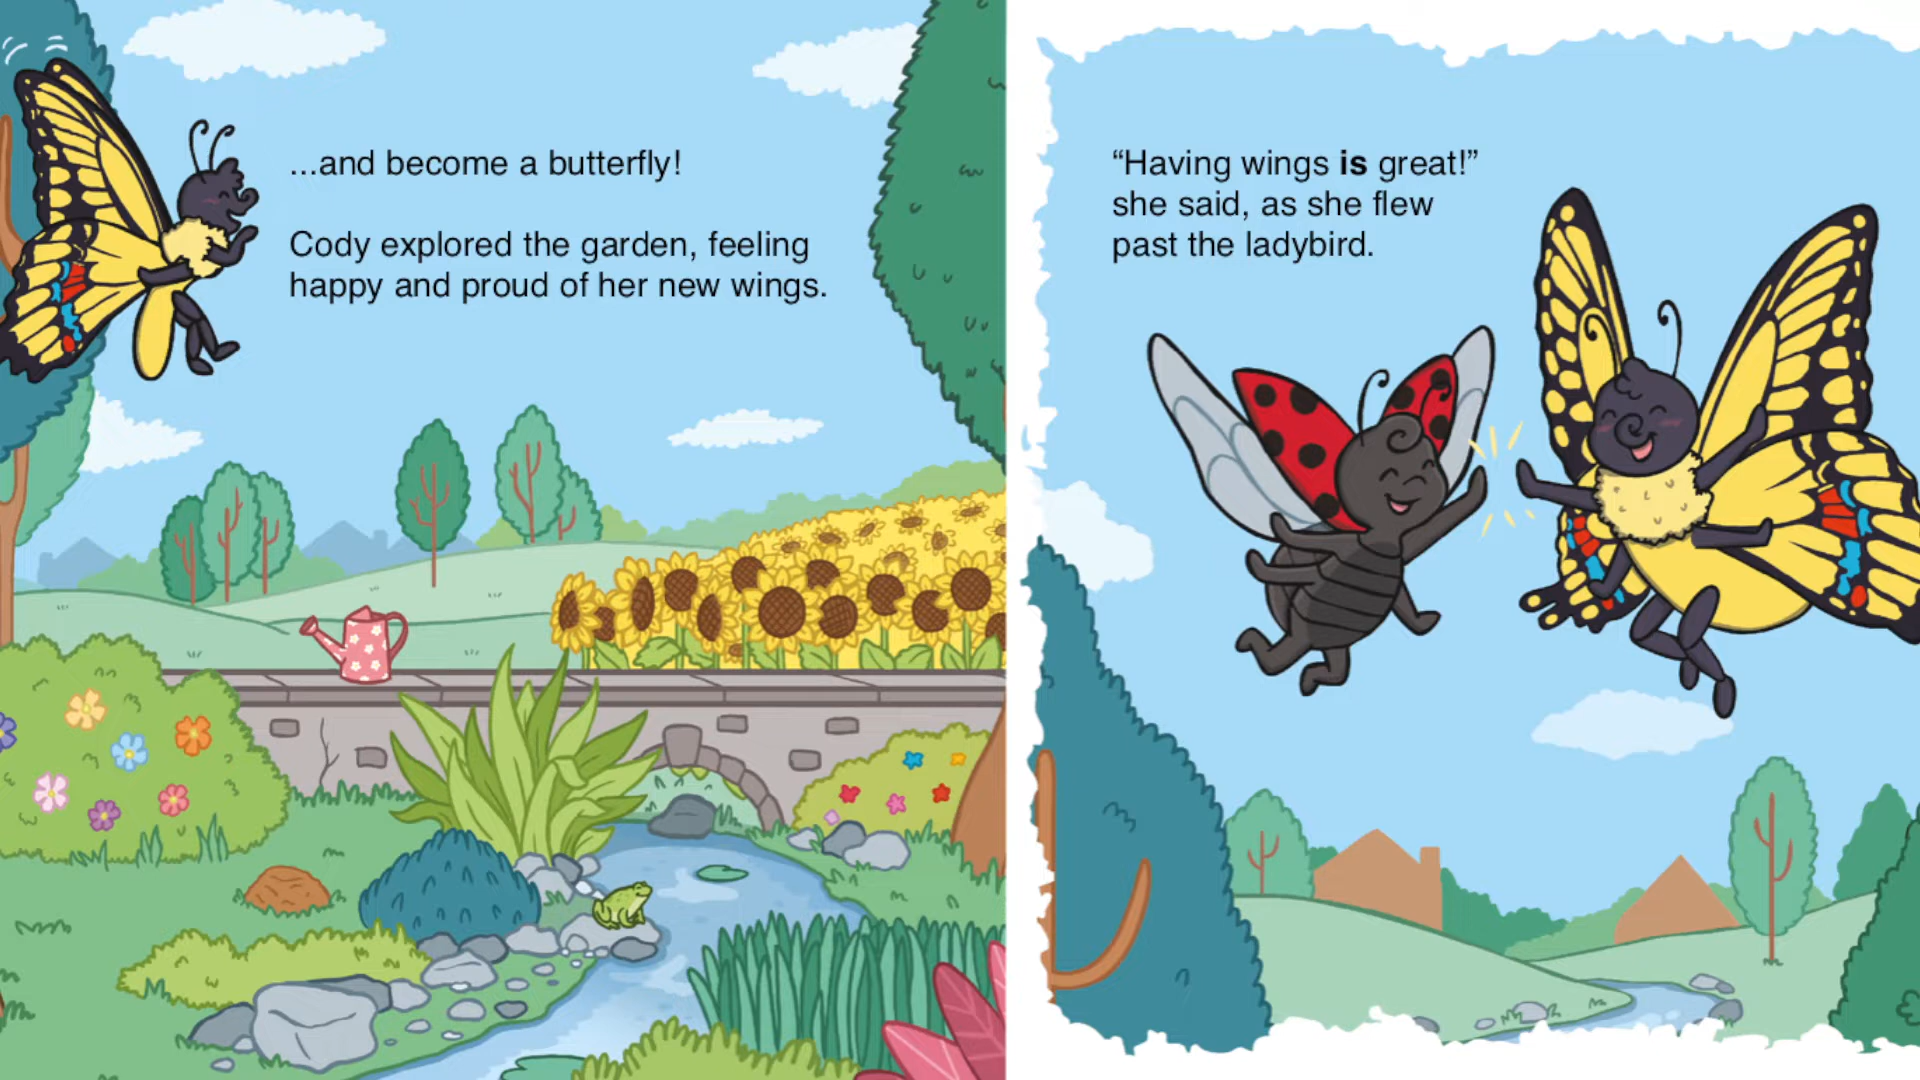 ...and become a butterfly!
Cody explored the garden, feeling
happy and proud of her new wings.
“Having wings is great!”
she said, as she flew
past the ladybird.